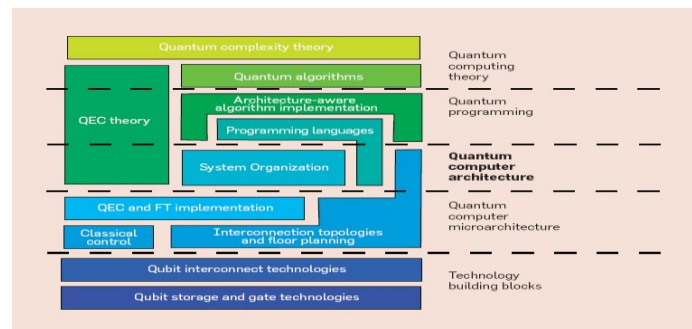 Quantum complexity theory
Quantum algorithms
Quantum
computing
theory
QEC theory
Architecture-aware
algorithm implementation
Programming languages
Quantum
programming
System Organization
Quantum
computer
architecture
QEC and FT implementation
Classical
control
Interconnection topologies
and floor planning
Quantum
computer
microarchitecture
Qubit interconnect technologies
Qubit storage and gate technologies
Technology
building blocks